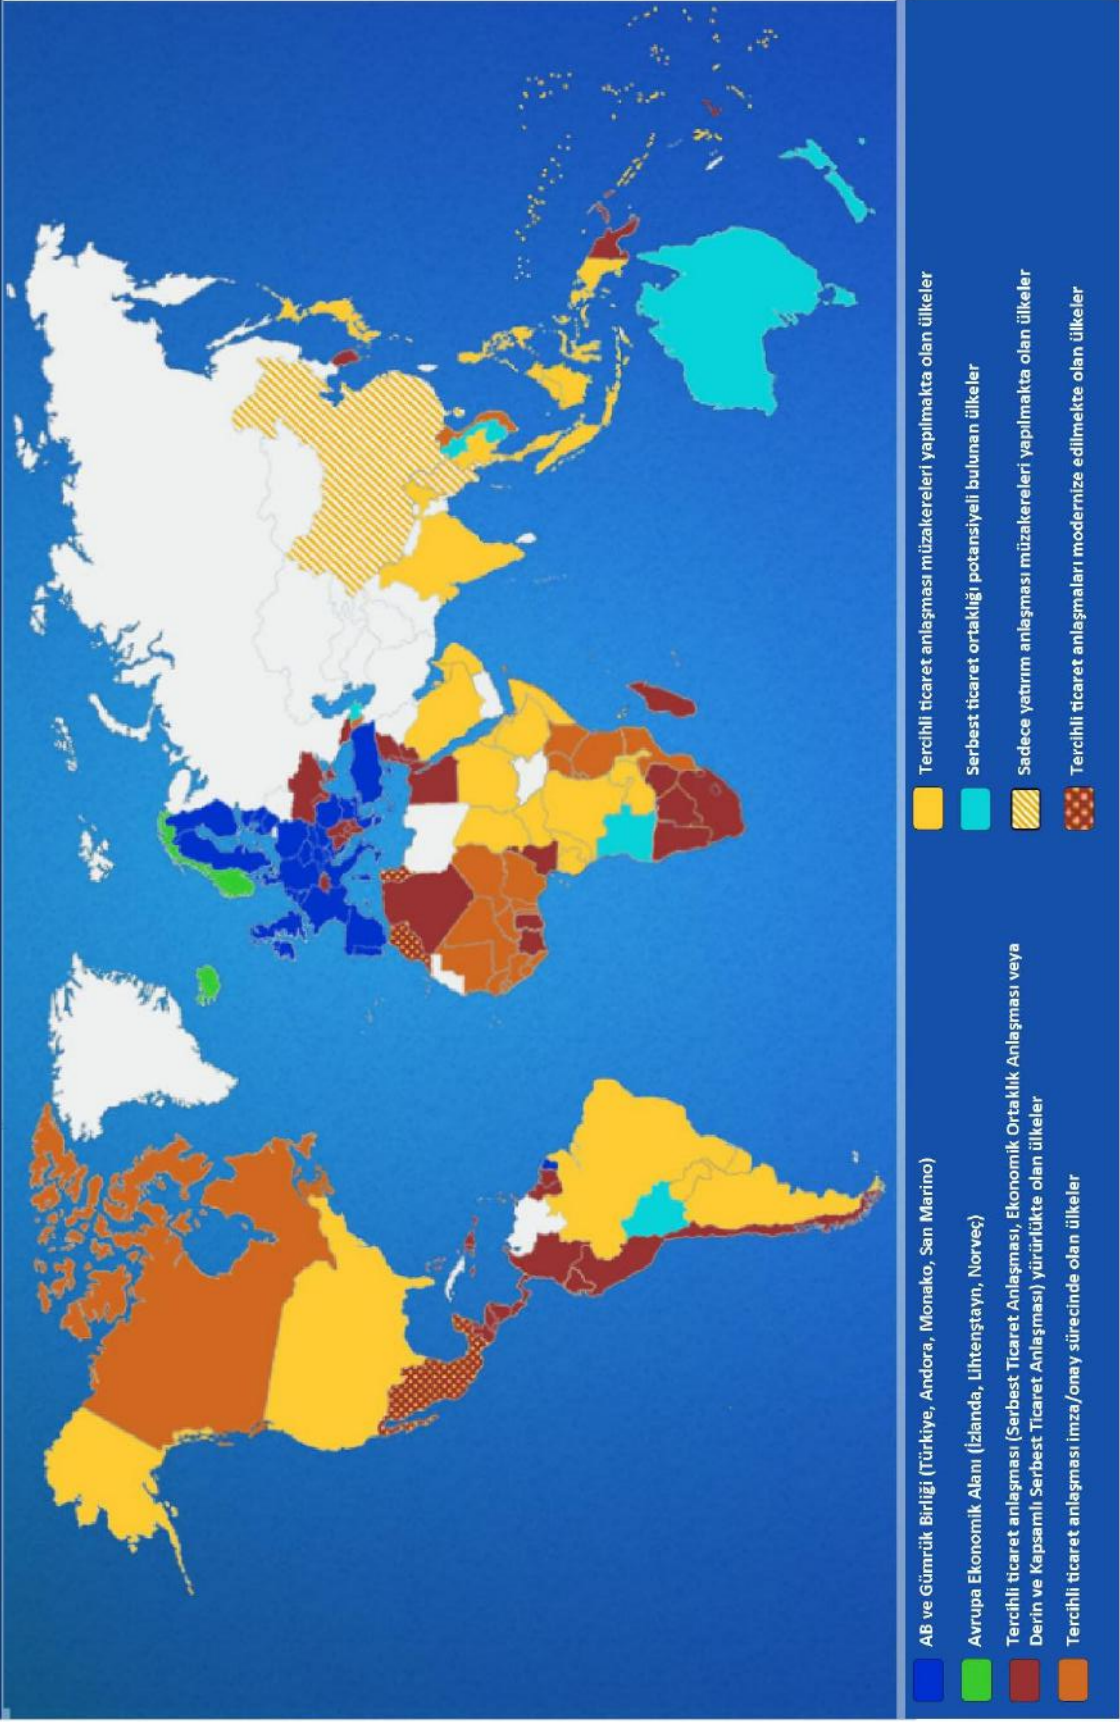 AB ve Gümrük Birliği (Türkiye, Andora, Monako, San Marino)
Avrupa Ekonomik Alanı (İzlanda, Lihtenştayn, Norveç)
Tercihli ticaret anlaşması (Serbest Ticaret Anlaşması, Ekonomik Ortaklık Anlaşması veya
Derin ve Kapsamlı Serbest Ticaret Anlaşması) yürürlükte olan ülkeler
Tercihli ticaret anlaşması imza/onay sürecinde olan ülkeler
Tercihli ticaret anlaşması müzakereleri yapılmakta olan ülkeler
Serbest ticaret ortaklığı potansiyeli bulunan ülkeler
Sadece yatırım anlaşması müzakereleri yapılmakta olan ülkeler
Tercihli ticaret anlaşmaları modernize edilmekte olan ülkeler